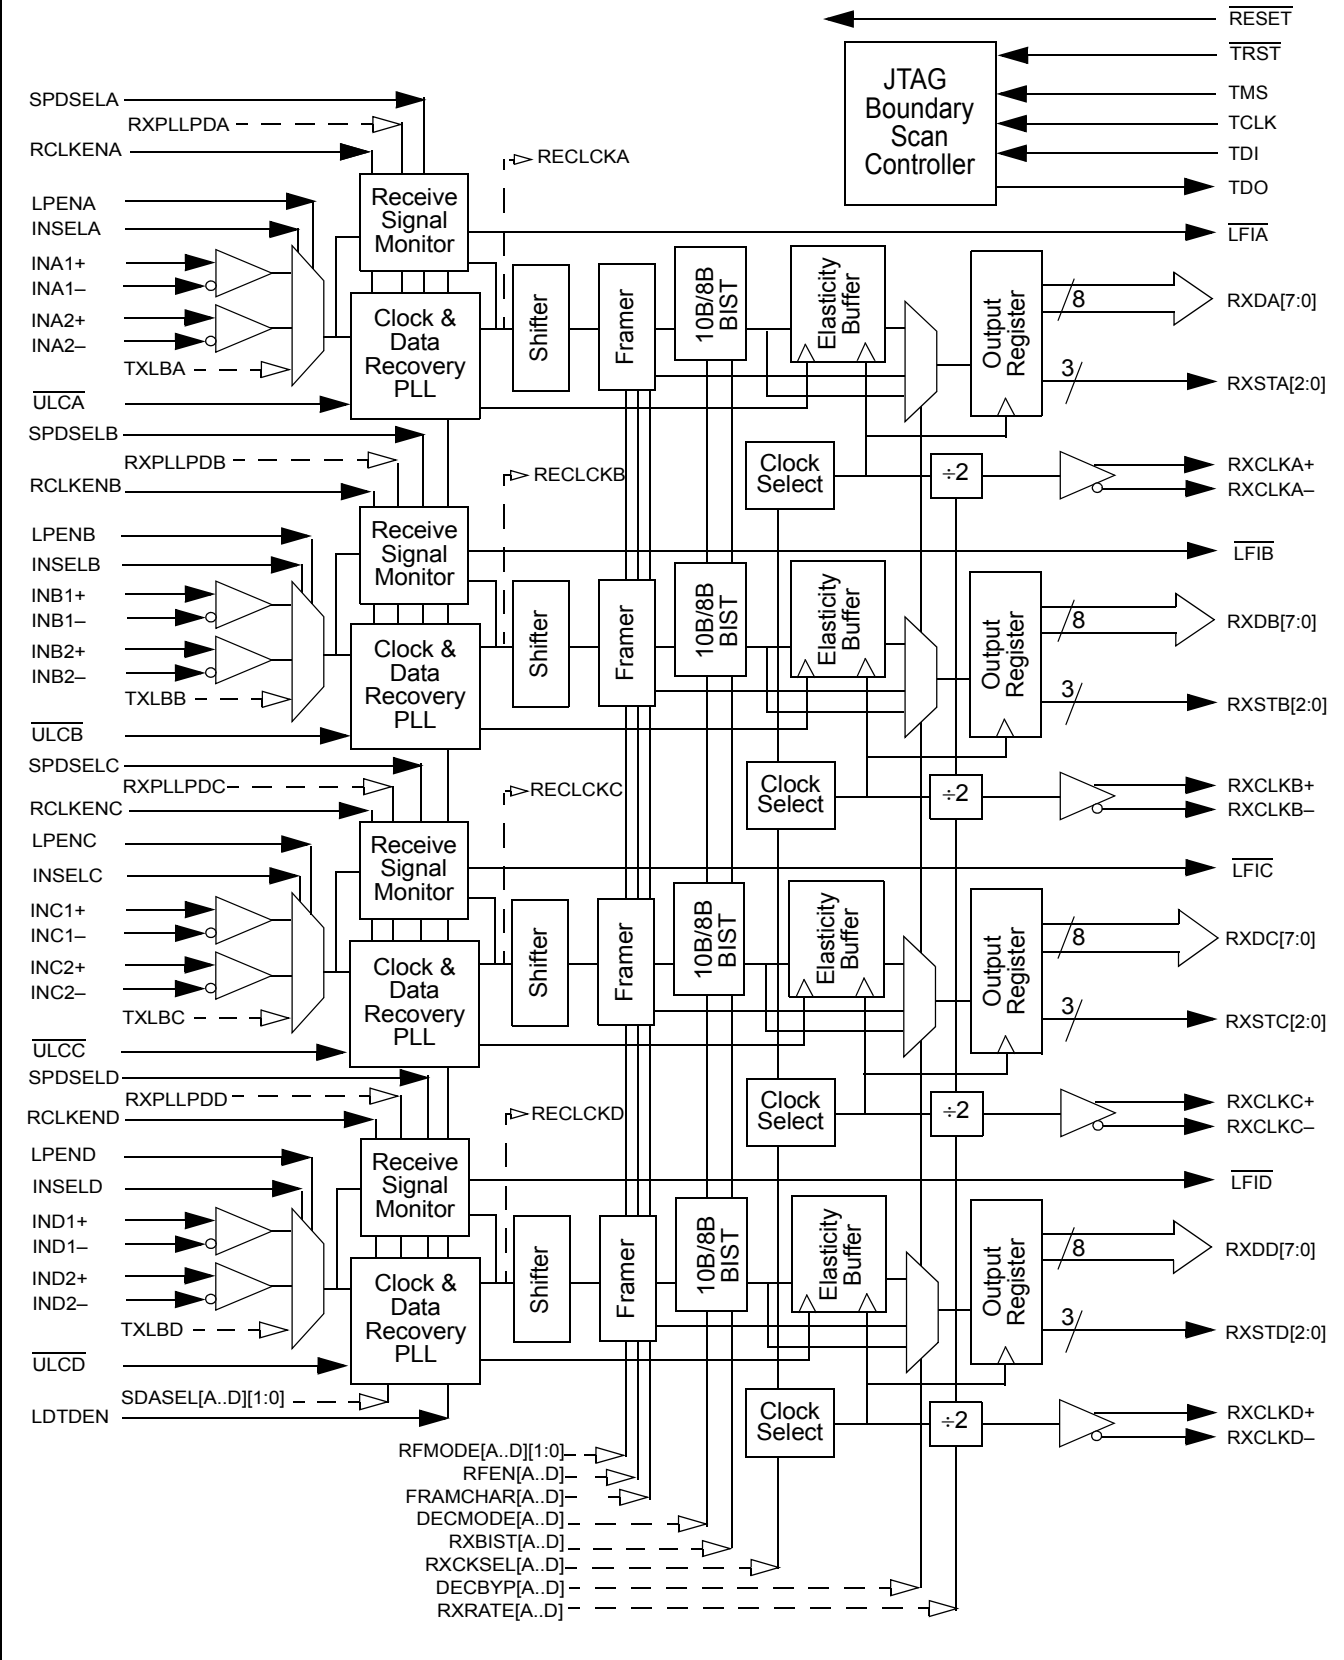 RESET
TRST
TMS
TCLK
TDI
TDO
JTAG
Boundary
Scan
Controller
SPDSELA
RXPLLPDA
RCLKENA
RECLCKA
LPENA
INSELA
INA1+
INA1–
INA2+
INA2–
TXLBA
ULCA
Receive
Signal
Monitor
Clock &
Data
Recovery
PLL
Shifter
Framer
10B/8B
BIST
Elasticity
Buffer
Output
Register
LFIA
8
RXDA[7:0]
3
RXSTA[2:0]
Clock
Select
÷2
RXCLKA+
RXCLKA–
SPDSELB
RXPLLPDB
RCLKENB
RECLCKB
LPENB
INSELB
INB1+
INB1–
INB2+
INB2–
TXLBB
ULCB
Receive
Signal
Monitor
Clock &
Data
Recovery
PLL
Shifter
Framer
10B/8B
BIST
Elasticity
Buffer
Output
Register
LFIB
8
RXDB[7:0]
3
RXSTB[2:0]
Clock
Select
÷2
RXCLKB+
RXCLKB–
SPDSELC
RXPLLPDC
RCLKENC
RECLCKC
LPENC
INSELC
INC1+
INC1–
INC2+
INC2–
TXLBC
ULCC
Receive
Signal
Monitor
Clock &
Data
Recovery
PLL
Shifter
Framer
10B/8B
BIST
Elasticity
Buffer
Output
Register
LFIC
8
RXDC[7:0]
3
RXSTC[2:0]
Clock
Select
÷2
RXCLKC+
RXCLKC–
SPDSELD
RXPLLPDD
RCLKEND
RECLCKD
LPEND
INSELD
IND1+
IND1–
IND2+
IND2–
TXLBD
ULCD
Receive
Signal
Monitor
Clock &
Data
Recovery
PLL
Shifter
Framer
10B/8B
BIST
Elasticity
Buffer
Output
Register
LFID
8
RXDD[7:0]
3
RXSTD[2:0]
Clock
Select
÷2
RXCLKD+
RXCLKD–
SDASEL[A..D][1:0]
LDTDEN
RFMODE[A..D][1:0]
RFEN[A..D]
FRAMCHAR[A..D]
DECMODE[A..D]
RXBIST[A..D]
RXCKSEL[A..D]
DECBYP[A..D]
RXRATE[A..D]